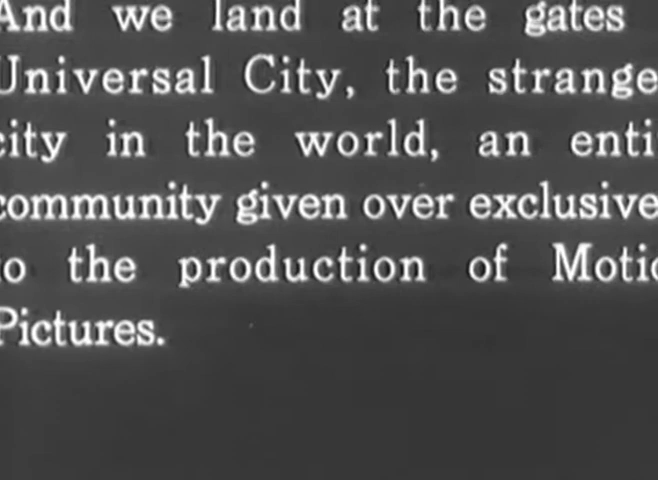 And we land at the gates
Universal City, the strange
city in the world, an enti
community given over exclusive
to the production of Motio
Pictures.